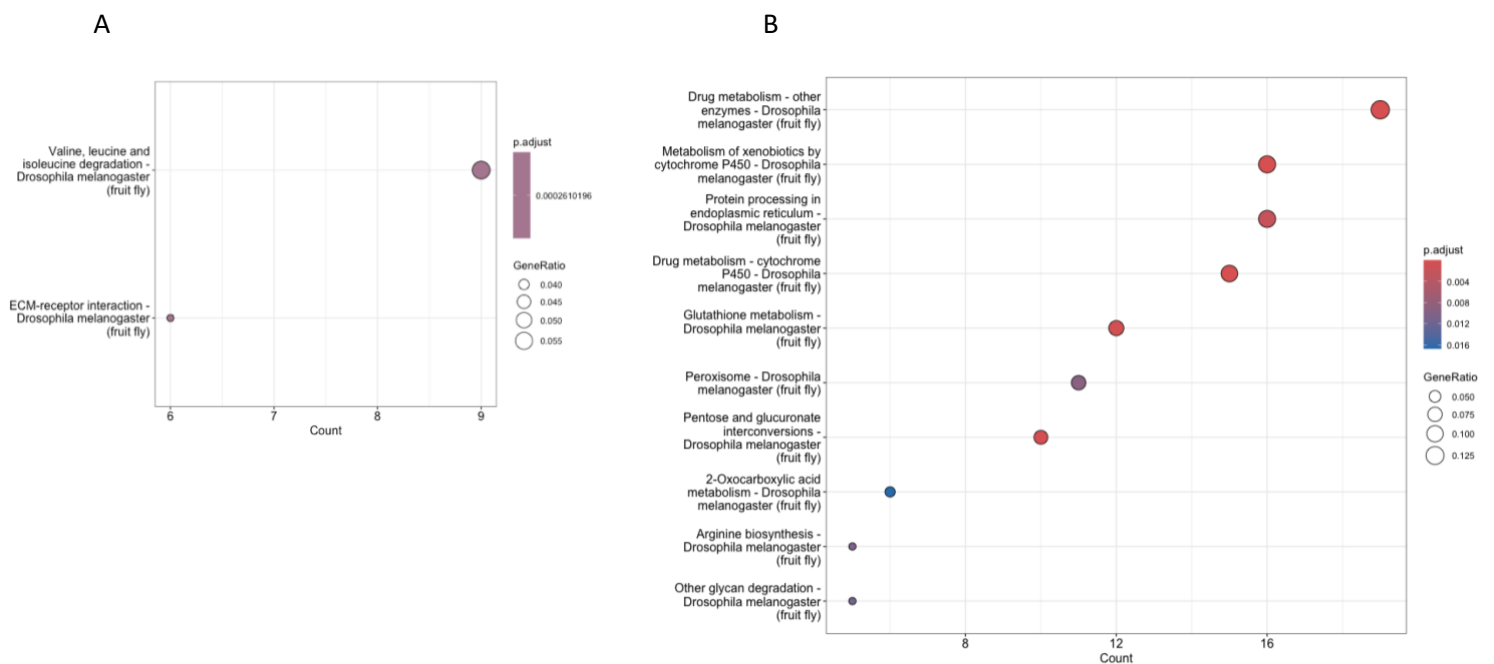 A
B
Valine, leucine and
isoleucine degradation -
Drosophila melanogaster
(fruit fly)
ECM-receptor interaction -
Drosophila melanogaster
(fruit fly)
6
7
8
9
Count
p.adjust
0.0002610196
GeneRatio
0.040
0.045
0.050
0.055
Drug metabolism - other
enzymes - Drosophila
melanogaster (fruit fly)
Metabolism of xenobiotics by
cytochrome P450 - Drosophila
melanogaster (fruit fly)
Protein processing in
endoplasmic reticulum -
Drosophila melanogaster
(fruit fly)
Drug metabolism - cytochrome
P450 - Drosophila
melanogaster (fruit fly)
Glutathione metabolism -
Drosophila melanogaster
(fruit fly)
Peroxisome - Drosophila
melanogaster (fruit fly)
Pentose and glucuronate
interconversions -
Drosophila melanogaster
(fruit fly)
2-Oxocarboxylic acid
metabolism - Drosophila
melanogaster (fruit fly)
Arginine biosynthesis -
Drosophila melanogaster
(fruit fly)
Other glycan degradation -
Drosophila melanogaster
(fruit fly)
8
12
16
Count
p.adjust
0.004
0.008
0.012
0.016
GeneRatio
0.050
0.075
0.100
0.125